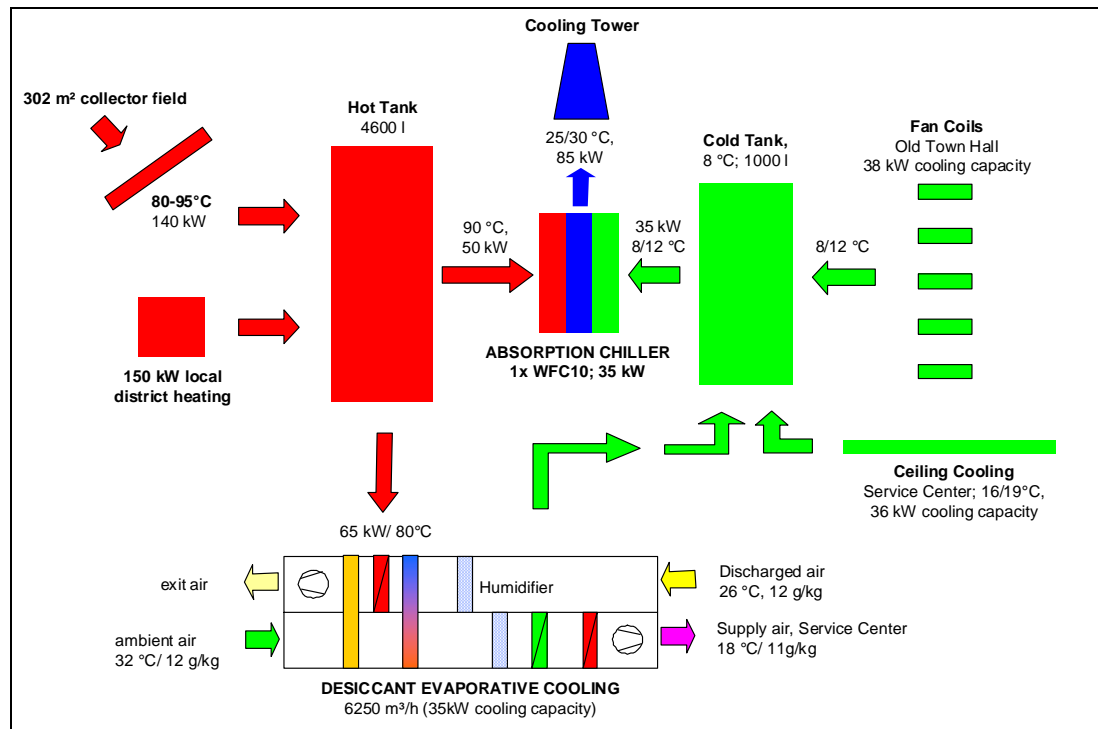 Cooling Tower
302 m² collector field
Hot Tank
4600 l
25/30 °C,
85 kW
Cold Tank,
8 °C; 1000 l
Fan Coils
Old Town Hall
38 kW cooling capacity
80-95°C
140 kW
90 °C,
50 kW
35 kW
8/12 °C
8/12 °C
150 kW local
district heating
ABSORPTION CHILLER
1x WFC10; 35 kW
Ceiling Cooling
Service Center; 16/19°C,
36 kW cooling capacity
65 kW/ 80°C
exit air
Humidifier
Discharged air
26 °C, 12 g/kg
ambient air
32 °C/ 12 g/kg
Supply air, Service Center
18 °C/ 11g/kg
DESICCANT EVAPORATIVE COOLING
6250 m³/h (35kW cooling capacity)